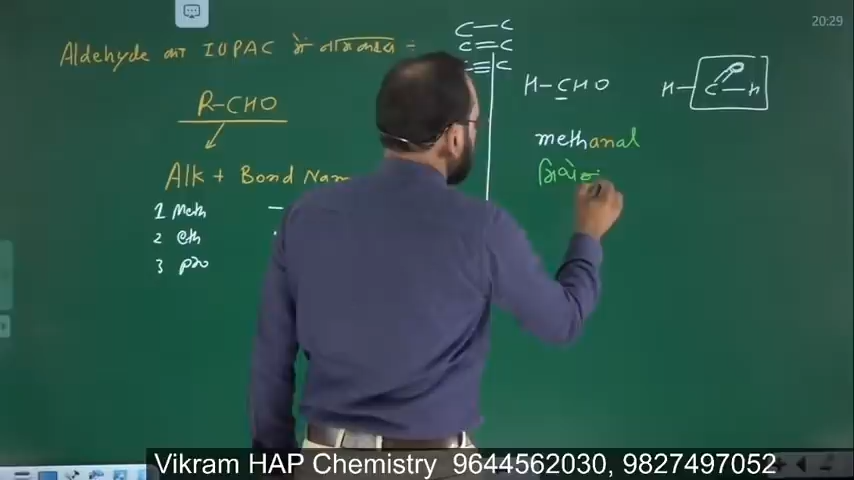 20:29
Aldehyde का IUPAC में नामकरण :-
C—C
C=C
≡C
R-CHO
H-CHO
H—C—H
O
Alk + Bond Nam
methanal
1 Meth
2 eth
3 pro
Vikram HAP Chemistry 9644562030, 9827497052